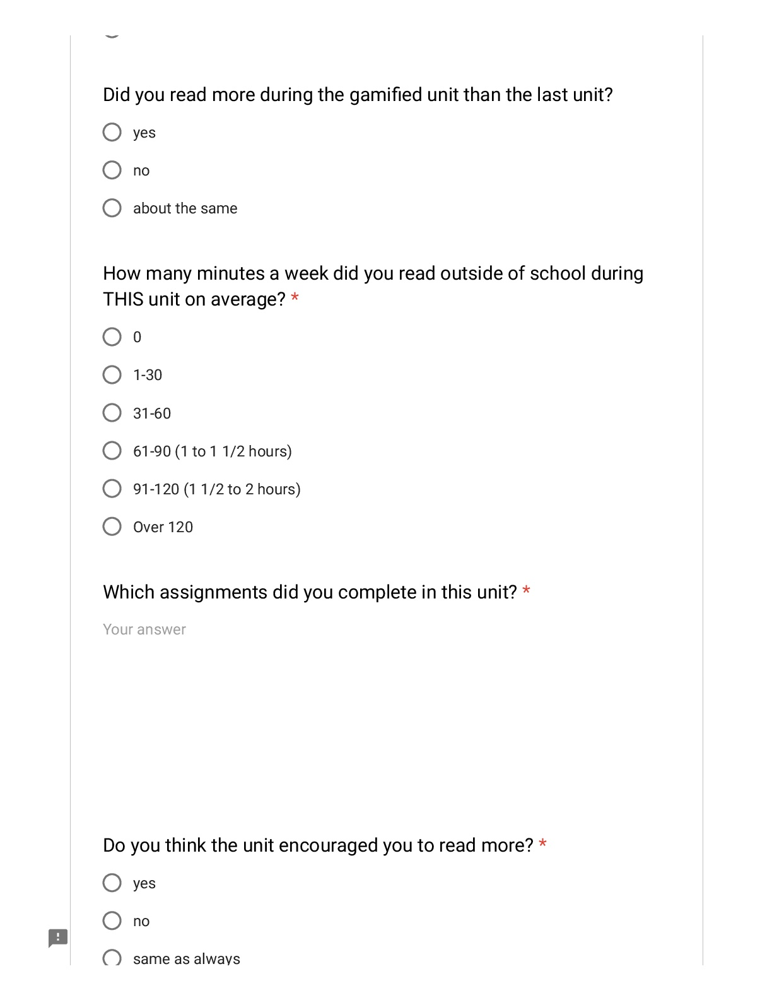 Did you read more during the gamified unit than the last unit?
yes
no
about the same
How many minutes a week did you read outside of school during
THIS unit on average? *
0
1-30
31-60
61-90 (1 to 1 1/2 hours)
91-120 (1 1/2 to 2 hours)
Over 120
Which assignments did you complete in this unit? *
Your answer
Do you think the unit encouraged you to read more? *
yes
no
same as always